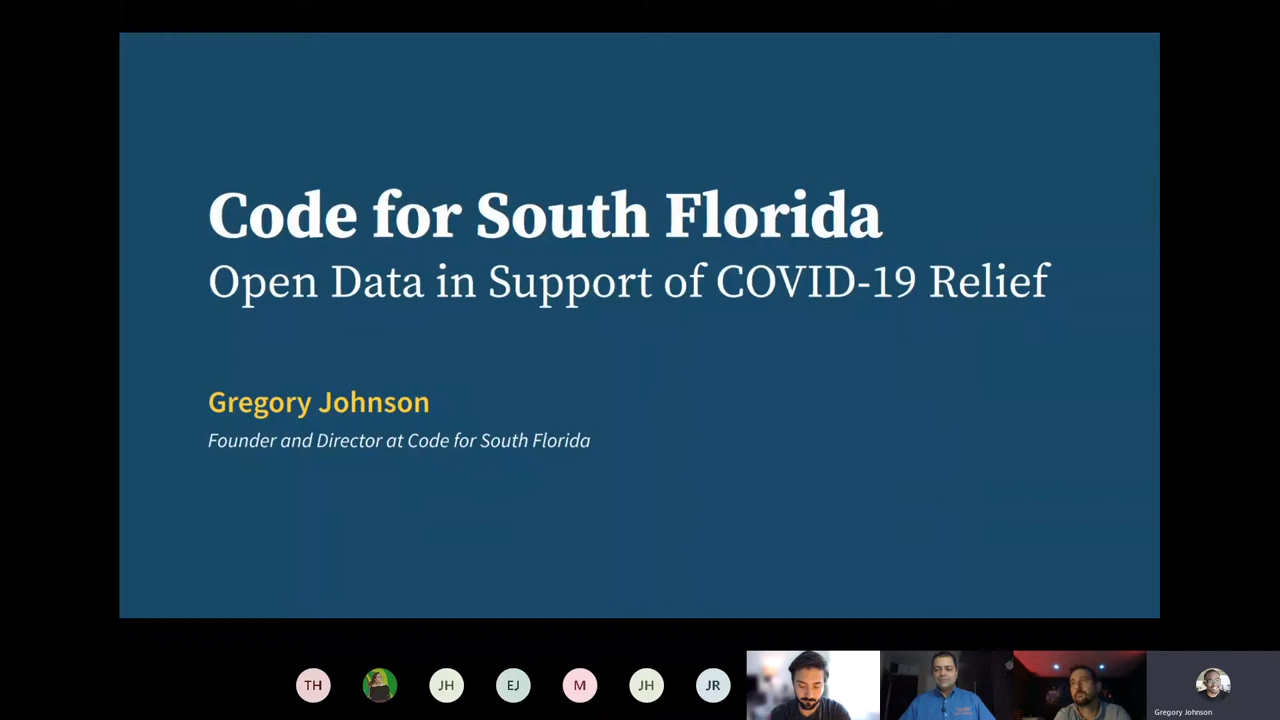 Code for South Florida
Open Data in Support of COVID-19 Relief
Gregory Johnson
Founder and Director at Code for South Florida
TH
JH
EJ
M
JH
JR
Gregory Johnson